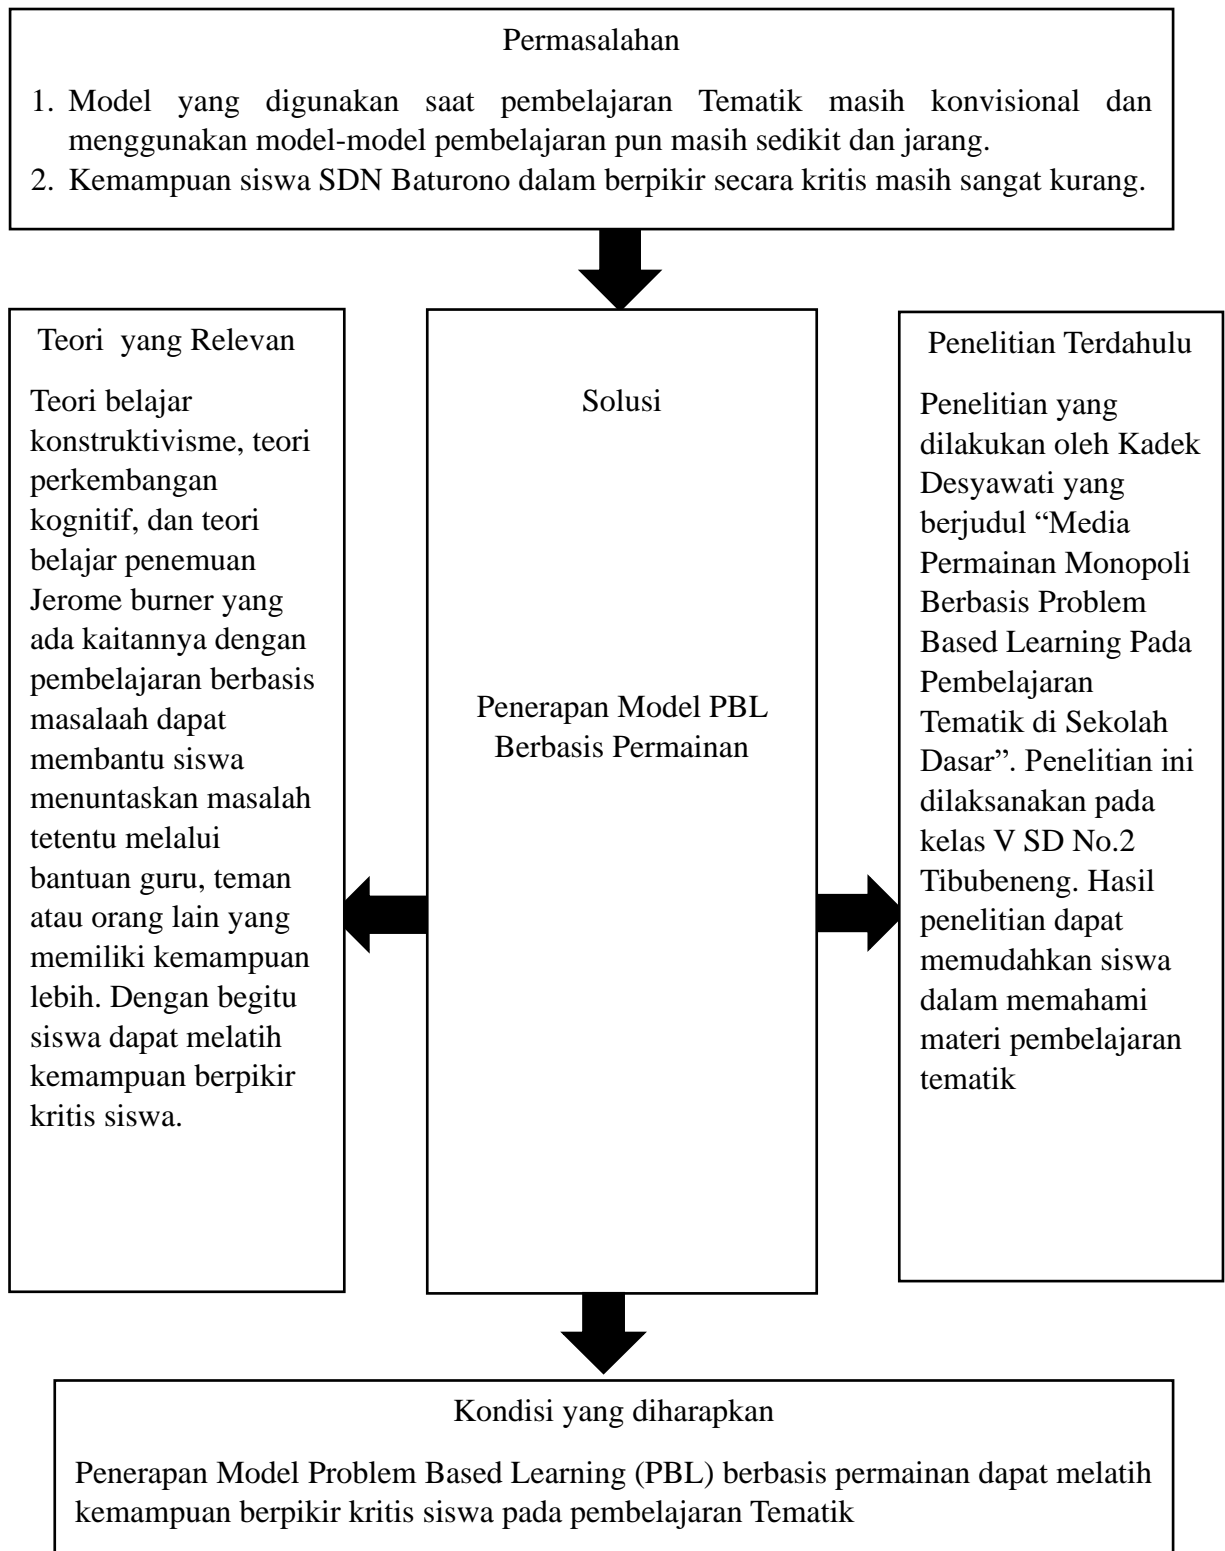 Permasalahan
1. Model yang digunakan saat pembelajaran Tematik masih konvisional dan
menggunakan model-model pembelajaran pun masih sedikit dan jarang.
2. Kemampuan siswa SDN Baturono dalam berpikir secara kritis masih sangat kurang.
Teori yang Relevan
Teori belajar
konstruktivisme, teori
perkembangan
kognitif, dan teori
belajar penemuan
Jerome burner yang
ada kaitannya dengan
pembelajaran berbasis
masalaah dapat
membantu siswa
menuntaskan masalah
tetentu melalui
bantuan guru, teman
atau orang lain yang
memiliki kemampuan
lebih. Dengan begitu
siswa dapat melatih
kemampuan berpikir
kritis siswa.
Solusi
Penerapan Model PBL
Berbasis Permainan
Penelitian Terdahulu
Penelitian yang
dilakukan oleh Kadek
Desyawati yang
berjudul “Media
Permainan Monopoli
Berbasis Problem
Based Learning Pada
Pembelajaran
Tematik di Sekolah
Dasar”. Penelitian ini
dilaksanakan pada
kelas V SD No.2
Tibubeneng. Hasil
penelitian dapat
memudahkan siswa
dalam memahami
materi pembelajaran
tematik
Kondisi yang diharapkan
Penerapan Model Problem Based Learning (PBL) berbasis permainan dapat melatih
kemampuan berpikir kritis siswa pada pembelajaran Tematik